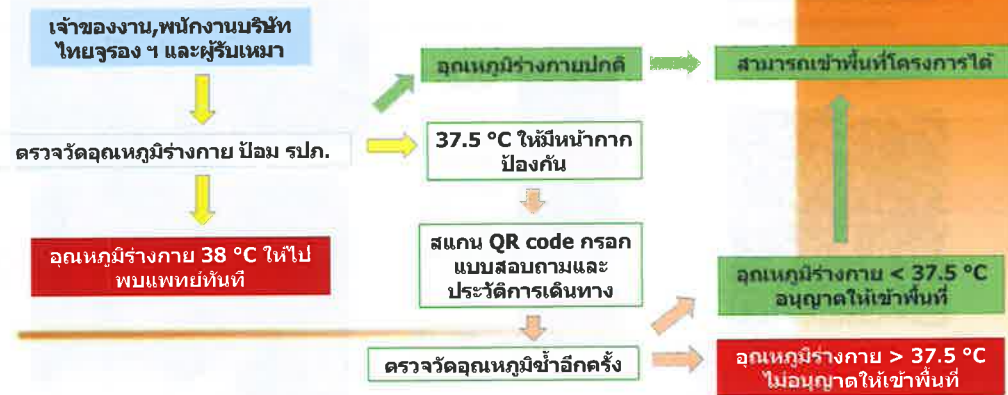 เจ้าของงาน,พนักงานบริษัท
ไทยจูรอง ฯ และผู้รับเหมา
อุณหภูมิร่างกายปกติ
สามารถเข้าพื้นที่โครงการได้
ตรวจวัดอุณหภูมิร่างกาย ป้อม รปภ.
37.5 °C ให้มีหน้ากาก
ป้องกัน
อุณหภูมิร่างกาย 38 °C ให้ไป
พบแพทย์ทันที
สแกน QR code กรอก
แบบสอบถามและ
ประวัติการเดินทาง
อุณหภูมิร่างกาย < 37.5 °C
อนุญาตให้เข้าพื้นที่
ตรวจวัดอุณหภูมิซ้ำอีกครั้ง
อุณหภูมิร่างกาย > 37.5 °C
ไม่อนุญาตให้เข้าพื้นที่